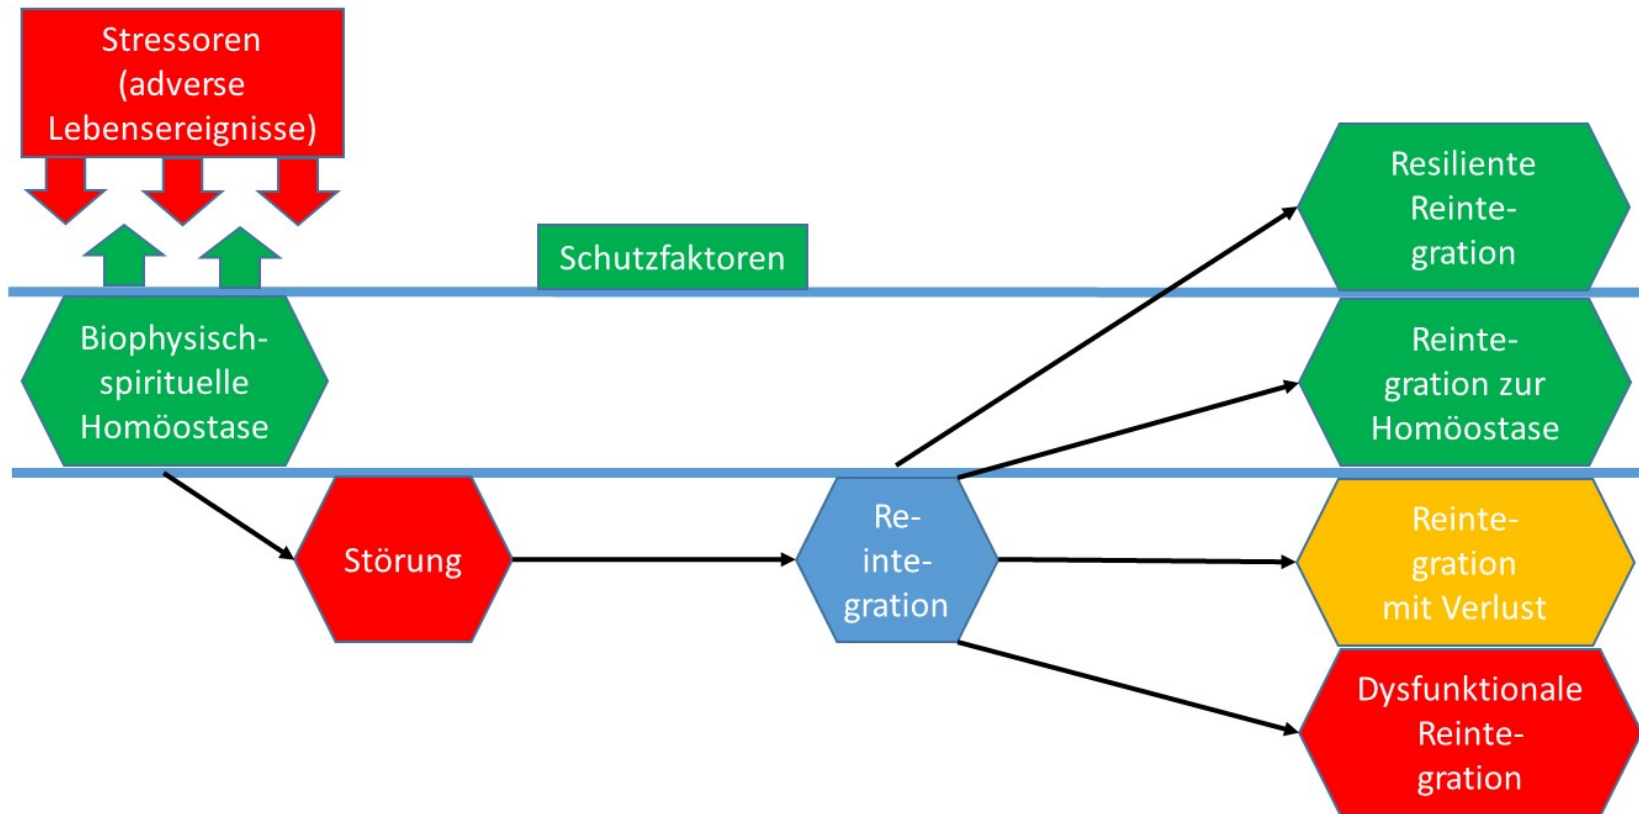 Stressoren
(adverse
Lebensereignisse)
Schutzfaktoren
Biophysisch-
spirituelle
Homöostase
Störung
Re-
inte-
gration
Resiliente
Reinte-
gration
Reinte-
gration zur
Homöostase
Reinte-
gration
mit Verlust
Dysfunktionale
Reinte-
gration